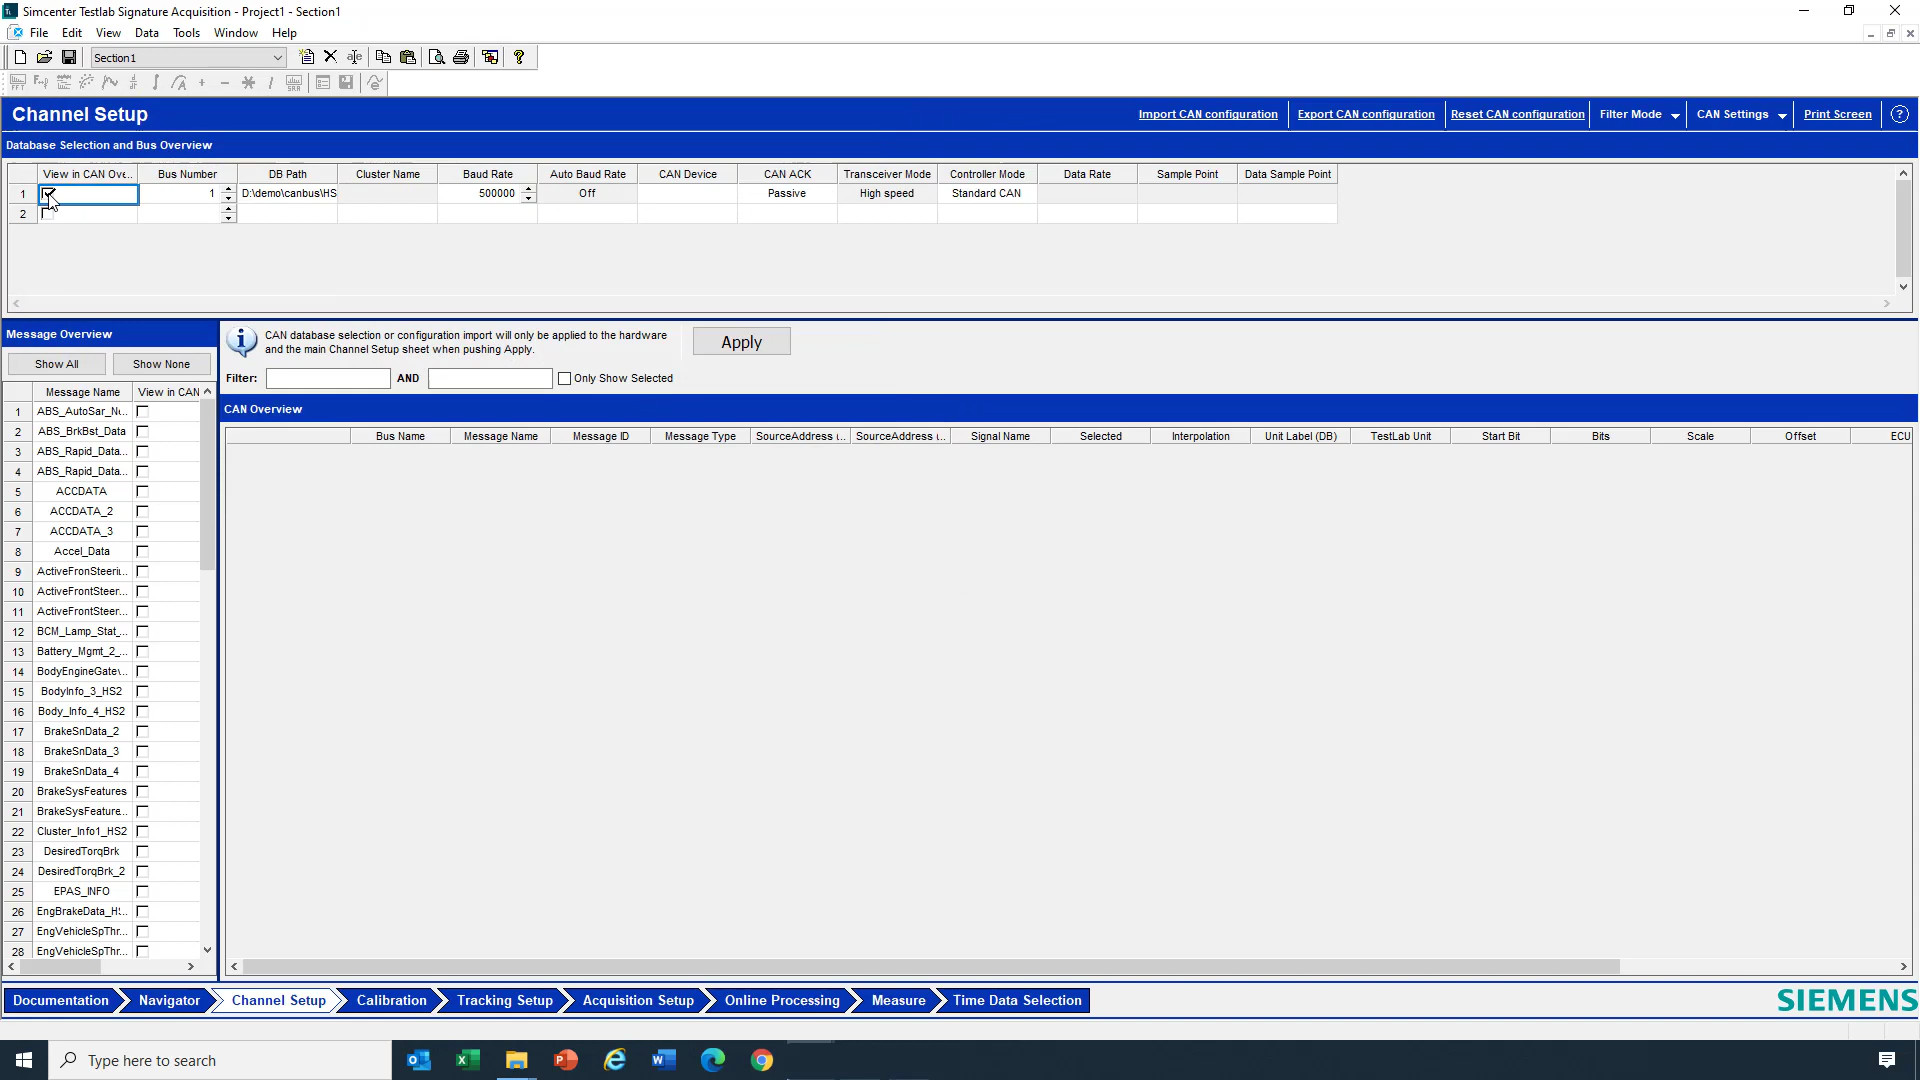 Simcenter Testlab Signature Acquisition - Project1 - Section1
File Edit View Data Tools Window Help
Section1
Channel Setup
Import CAN configuration Export CAN configuration Reset CAN configuration Filter Mode CAN Settings Print Screen
Database Selection and Bus Overview
View in CAN Ove... Bus Number DB Path Cluster Name Baud Rate Auto Baud Rate CAN Device CAN ACK Transceiver Mode Controller Mode Data Rate Sample Point Data Sample Point
1 1 D:\demo\canbus\HS 500000 Off Passive High speed Standard CAN
2
Message Overview
Show All Show None
CAN database selection or configuration import will only be applied to the hardware
and the main Channel Setup sheet when pushing Apply.
Apply
Filter: AND Only Show Selected
CAN Overview
Bus Name Message Name Message ID Message Type SourceAddress (... SourceAddress (... Signal Name Selected Interpolation Unit Label (DB) TestLab Unit Start Bit Bits Scale Offset ECU
Message Name View in CAN
1 ABS_AutoSar_N...
2 ABS_BrkBst_Data
3 ABS_Rapid_Data...
4 ABS_Rapid_Data...
5 ACCDATA
6 ACCDATA_2
7 ACCDATA_3
8 Accel_Data
9 ActiveFronSteeri...
10 ActiveFrontSteer...
11 ActiveFrontSteer...
12 BCM_Lamp_Stat_...
13 Battery_Mgmt_2_...
14 BodyEngineGate...
15 BodyInfo_3_HS2
16 Body_Info_4_HS2
17 BrakeSnData_2
18 BrakeSnData_3
19 BrakeSnData_4
20 BrakeSysFeatures
21 BrakeSysFeature...
22 Cluster_Info1_HS2
23 DesiredTorqBrk
24 DesiredTorqBrk_2
25 EPAS_INFO
26 EngBrakeData_H...
27 EngVehicleSpThr...
28 EngVehicleSpThr...
Documentation Navigator Channel Setup Calibration Tracking Setup Acquisition Setup Online Processing Measure Time Data Selection
SIEMENS
Type here to search